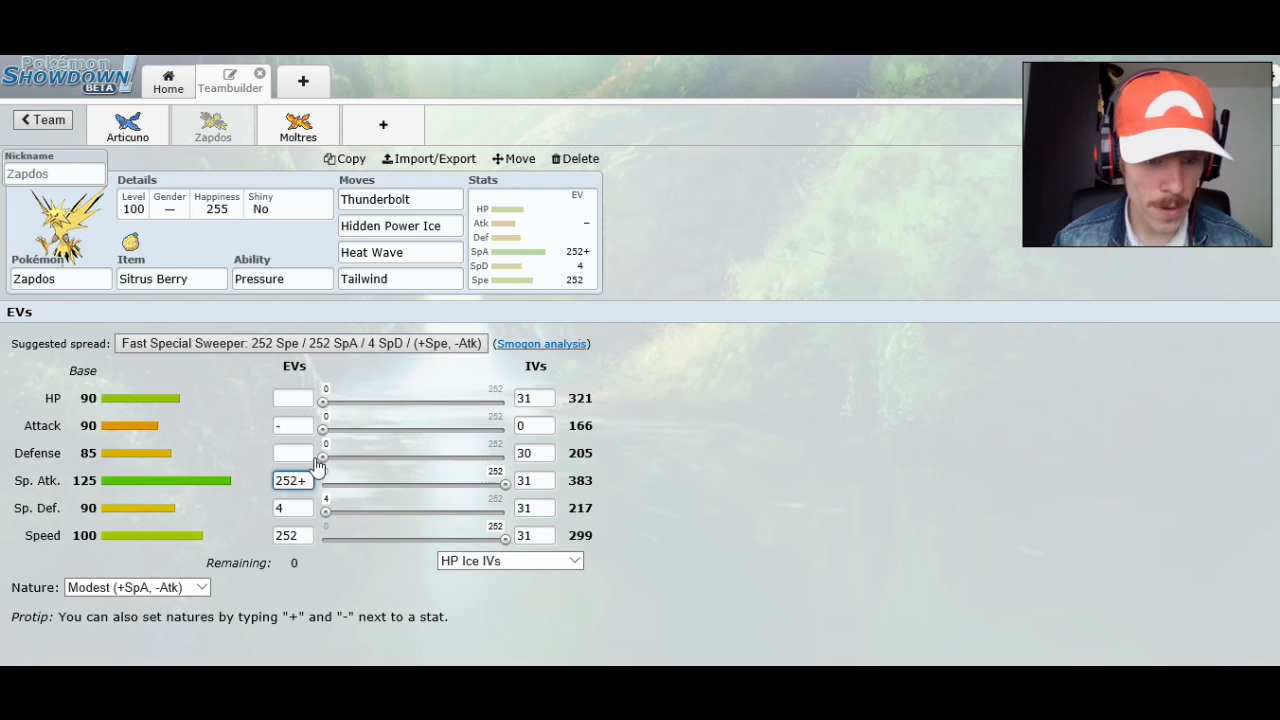 Pokémon
SHOWDOWN!
BETA
Home
Teambuilder
+
< Team
Articuno
Zapdos
Moltres
+
Nickname
Zapdos
Copy
Import/Export
Move
Delete
Details
Level
100
Gender
—
Happiness
255
Shiny
No
Moves
Thunderbolt
Hidden Power Ice
Heat Wave
Tailwind
Stats
EV
HP
Atk –
Def
SpA 252+
SpD 4
Spe 252
Pokémon
Zapdos
Item
Sitrus Berry
Ability
Pressure
EVs
Suggested spread: Fast Special Sweeper: 252 Spe / 252 SpA / 4 SpD / (+Spe, -Atk) (Smogon analysis)
Base EVs IVs
HP 90 0 252 31 321
Attack 90 - 0 252 0 166
Defense 85 0 252 30 205
Sp. Atk. 125 252+ 252 31 383
Sp. Def. 90 4 4 252 31 217
Speed 100 252 0 252 31 299
Remaining: 0 HP Ice IVs
Nature: Modest (+SpA, -Atk)
Protip: You can also set natures by typing "+" and "-" next to a stat.